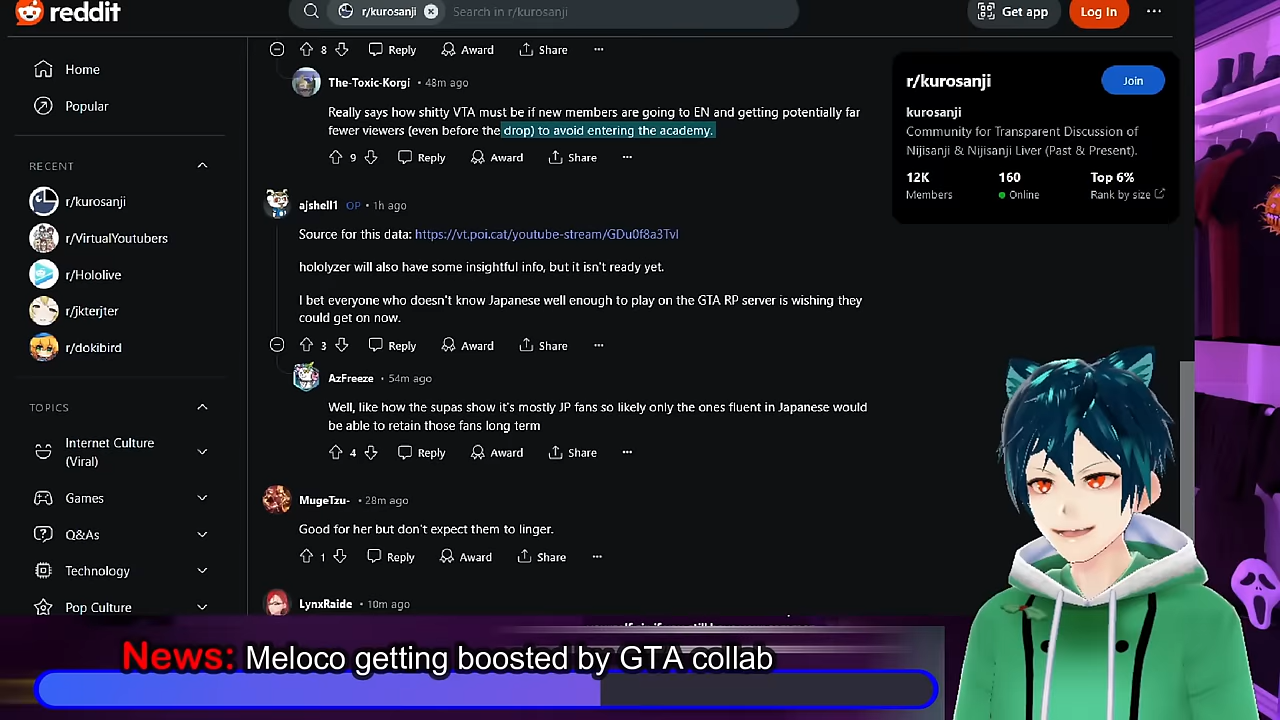 reddit
r/kurosanji
Search in r/kurosanji
Get app
Log In
Home
Popular
RECENT
r/kurosanji
r/VirtualYoutubers
r/Hololive
r/jkterjter
r/dokibird
TOPICS
Internet Culture
(Viral)
Games
Q&As
Technology
Pop Culture
8 Reply Award Share
The-Toxic-Korgi • 48m ago
Really says how shitty VTA must be if new members are going to EN and getting potentially far
fewer viewers (even before the drop) to avoid entering the academy.
9 Reply Award Share
ajshell1 OP • 1h ago
Source for this data: https://vt.poi.cat/youtube-stream/GDu0f8a3TvI
hololyzer will also have some insightful info, but it isn't ready yet.
I bet everyone who doesn't know Japanese well enough to play on the GTA RP server is wishing they
could get on now.
3 Reply Award Share
AzFreeze • 54m ago
Well, like how the supas show it's mostly JP fans so likely only the ones fluent in Japanese would
be able to retain those fans long term
4 Reply Award Share
MugeTzu- • 28m ago
Good for her but don't expect them to linger.
1 Reply Award Share
LynxRaide • 10m ago
r/kurosanji
Join
kurosanji
Community for Transparent Discussion of
Nijisanji & Nijisanji Liver (Past & Present).
12K 160 Top 6%
Members Online Rank by size
News: Meloco getting boosted by GTA collab